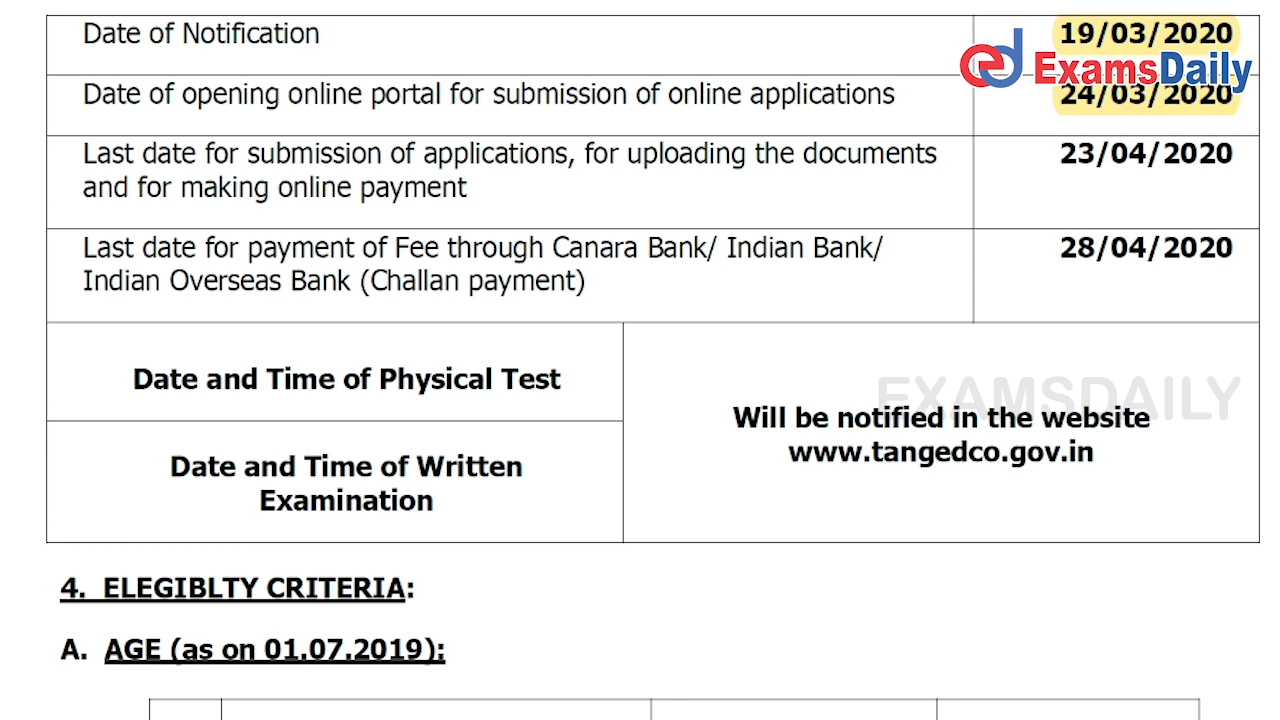 Date of Notification
19/03/2020
ExamsDaily
Date of opening online portal for submission of online applications
24/03/2020
Last date for submission of applications, for uploading the documents
and for making online payment
23/04/2020
Last date for payment of Fee through Canara Bank/ Indian Bank/
Indian Overseas Bank (Challan payment)
28/04/2020
Date and Time of Physical Test
Date and Time of Written
Examination
EXAMSDAILY
Will be notified in the website
www.tangedco.gov.in
4. ELEGIBLTY CRITERIA:
A. AGE (as on 01.07.2019):